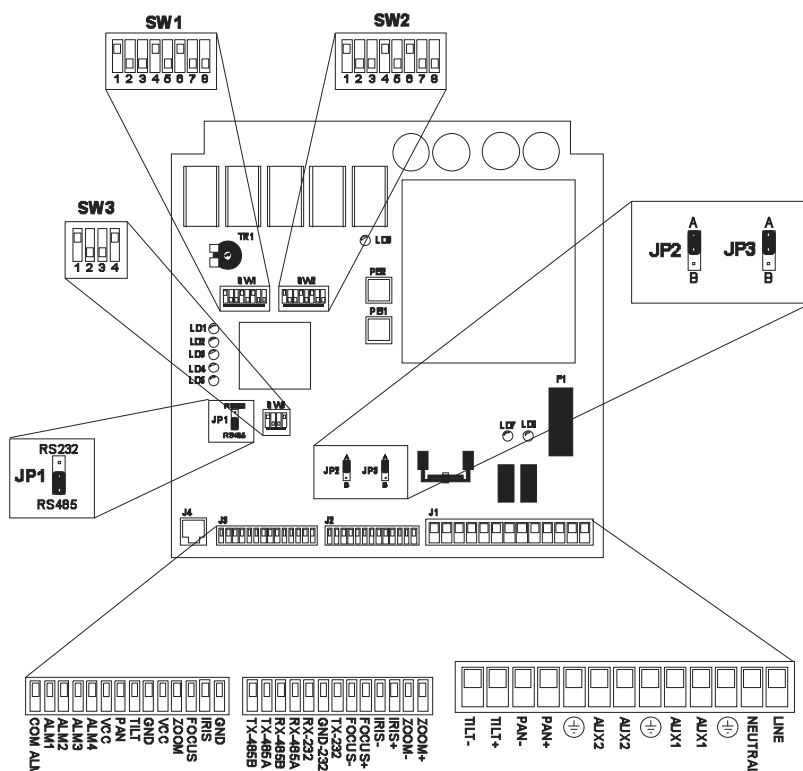 SW1
1 2 3 4 5 6 7 8
SW2
1 2 3 4 5 6 7 8
SW3
1 2 3 4
TR1
LD8
SW1
SW2
PB2
PB1
LD1
LD2
LD3
LD4
LD5
A
JP2
B
A
JP3
B
P1
RS232
JP1
RS485
SW3
LD7
LD6
RS232
JP1
RS485
A
JP2
B
A
JP3
B
J4
J3
J2
J1
COM ALM
ALM1
ALM2
ALM3
ALM4
VCC
PAN
TILT
GND
VCC
ZOOM
FOCUS
IRIS
GND
TX-485B
TX-485A
RX-485B
RX-485A
RX-232
GND-232
TX-232
FOCUS-
FOCUS+
IRIS-
IRIS+
ZOOM-
ZOOM+
TILT-
TILT+
PAN-
PAN+
AUX2
AUX2
AUX1
AUX1
NEUTRAL
LINE